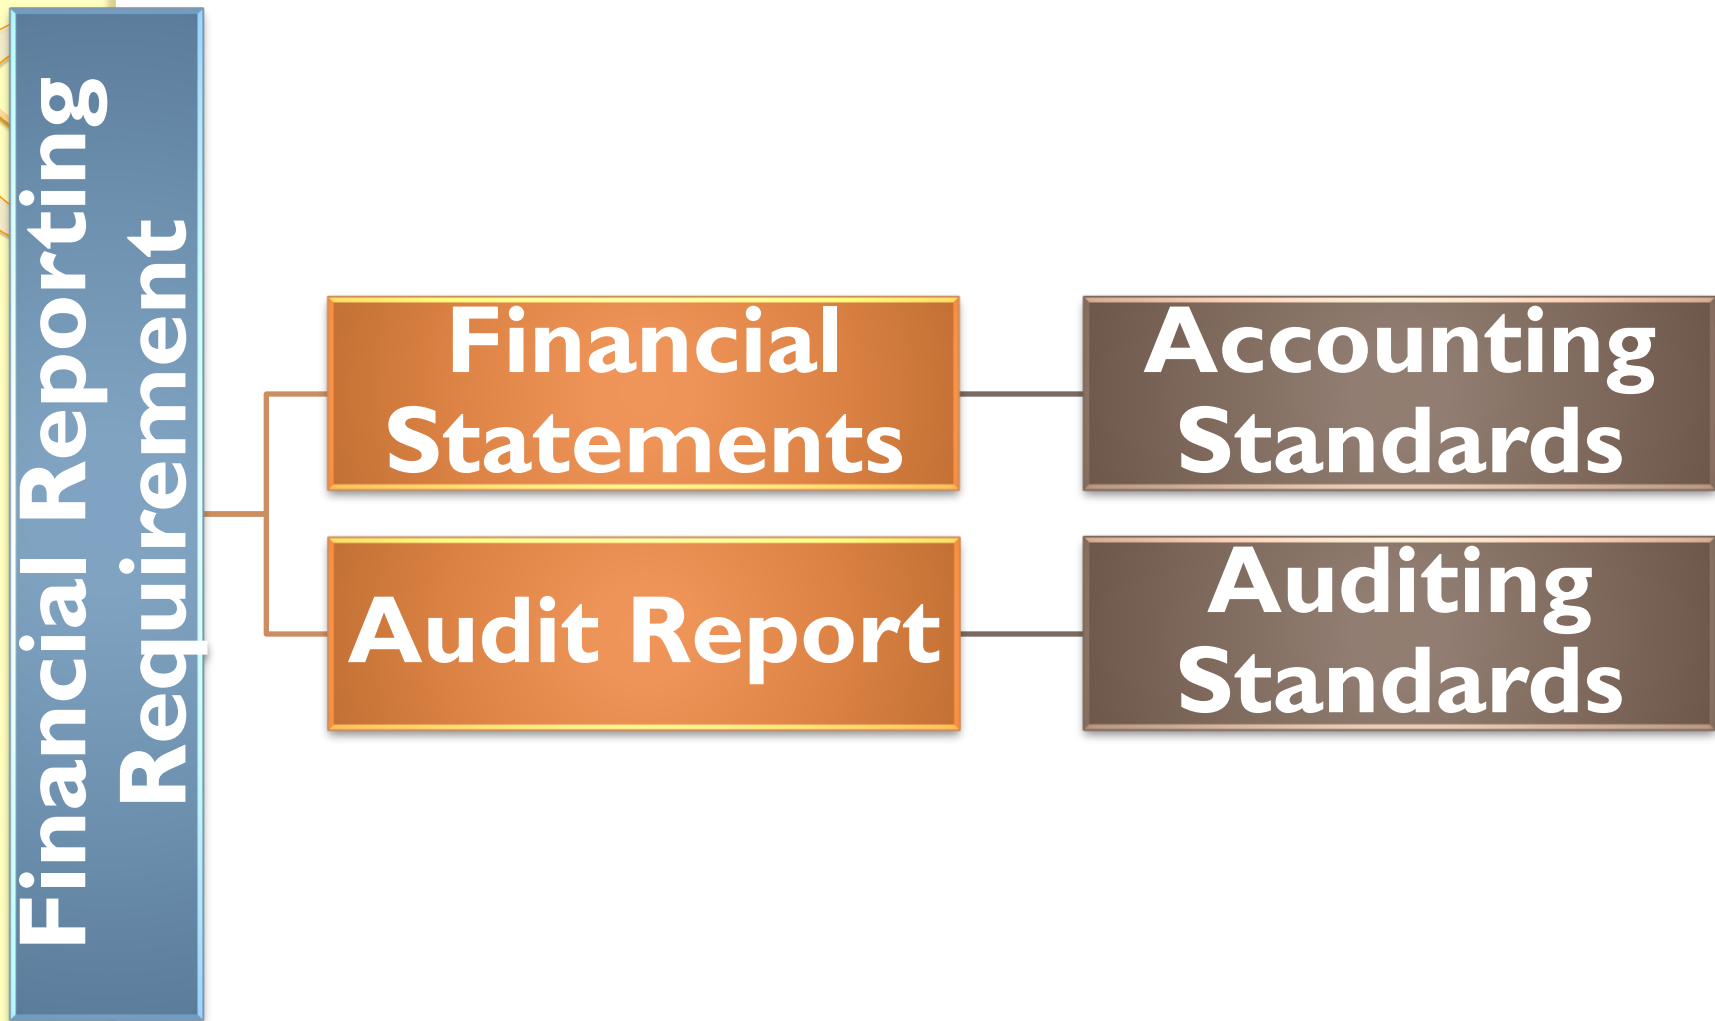 Financial Reporting
Requirement
Financial
Statements
Accounting
Standards
Audit Report
Auditing
Standards